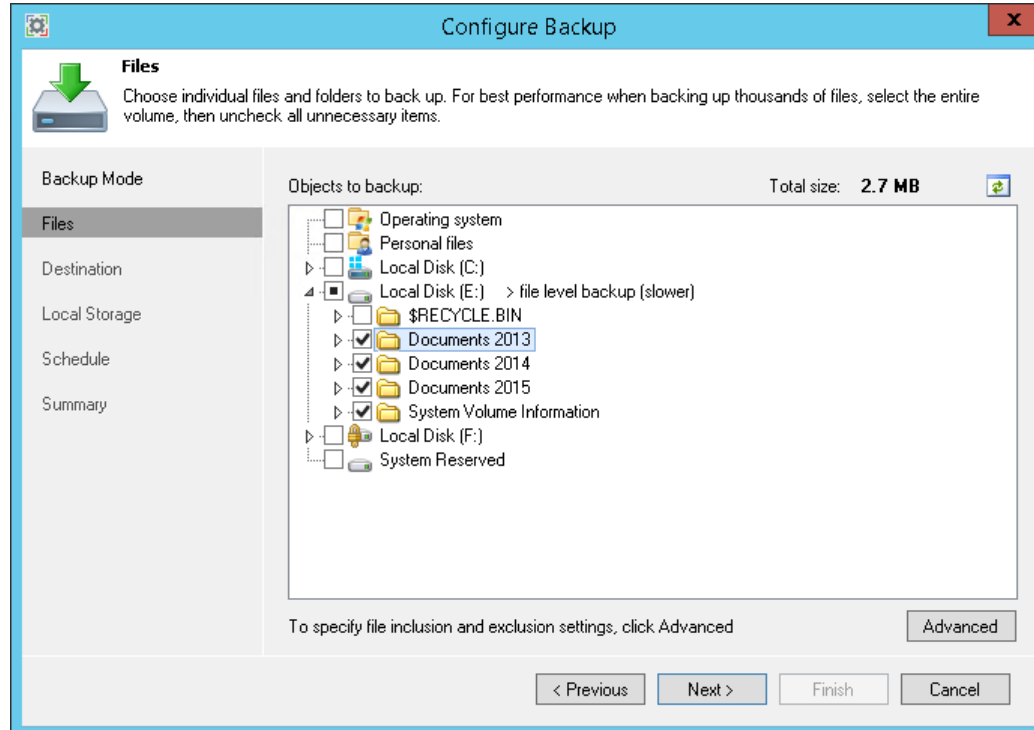 Configure Backup
x
Files
Choose individual files and folders to back up. For best performance when backing up thousands of files, select the entire
volume, then uncheck all unnecessary items.
Backup Mode
Files
Destination
Local Storage
Schedule
Summary
Objects to backup:
Total size: 2.7 MB
Operating system
Personal files
Local Disk (C:)
Local Disk (E:) > file level backup (slower)
$RECYCLE.BIN
Documents 2013
Documents 2014
Documents 2015
System Volume Information
Local Disk (F:)
System Reserved
To specify file inclusion and exclusion settings, click Advanced
Advanced
< Previous
Next >
Finish
Cancel